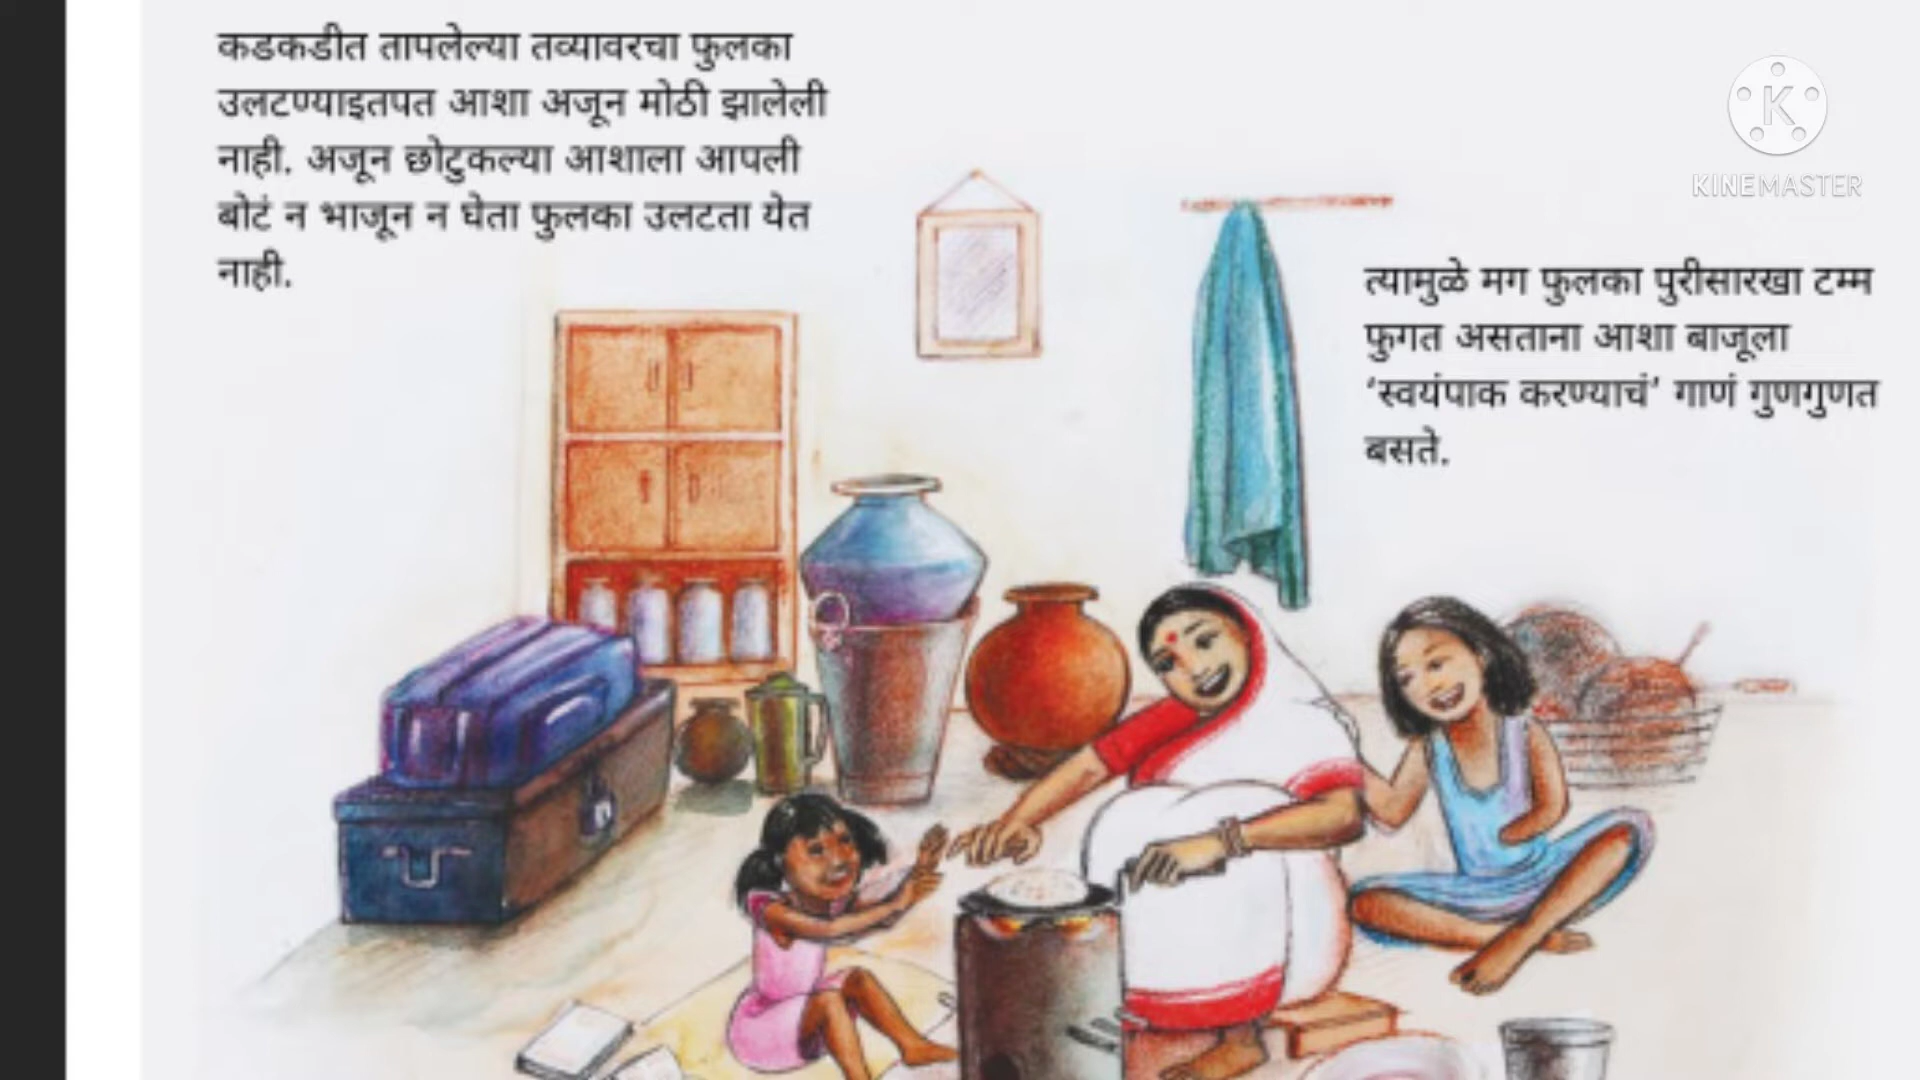 कडकडीत तापलेल्या तव्यावरचा फुलका
उलटण्याइतपत आशा अजून मोठी झालेली
नाही. अजून छोटुकल्या आशाला आपली
बोटं न भाजून न घेता फुलका उलटता येत
नाही.
KINEMASTER
त्यामुळे मग फुलका पुरीसारखा टम्म
फुगत असताना आशा बाजूला
‘स्वयंपाक करण्याचं’ गाणं गुणगुणत
बसते.